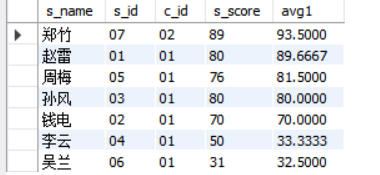 s_name s_id c_id s_score avg1
郑竹 07 02 89 93.5000
赵雷 01 01 80 89.6667
周梅 05 01 76 81.5000
孙风 03 01 80 80.0000
钱电 02 01 70 70.0000
李云 04 01 50 33.3333
吴兰 06 01 31 32.5000